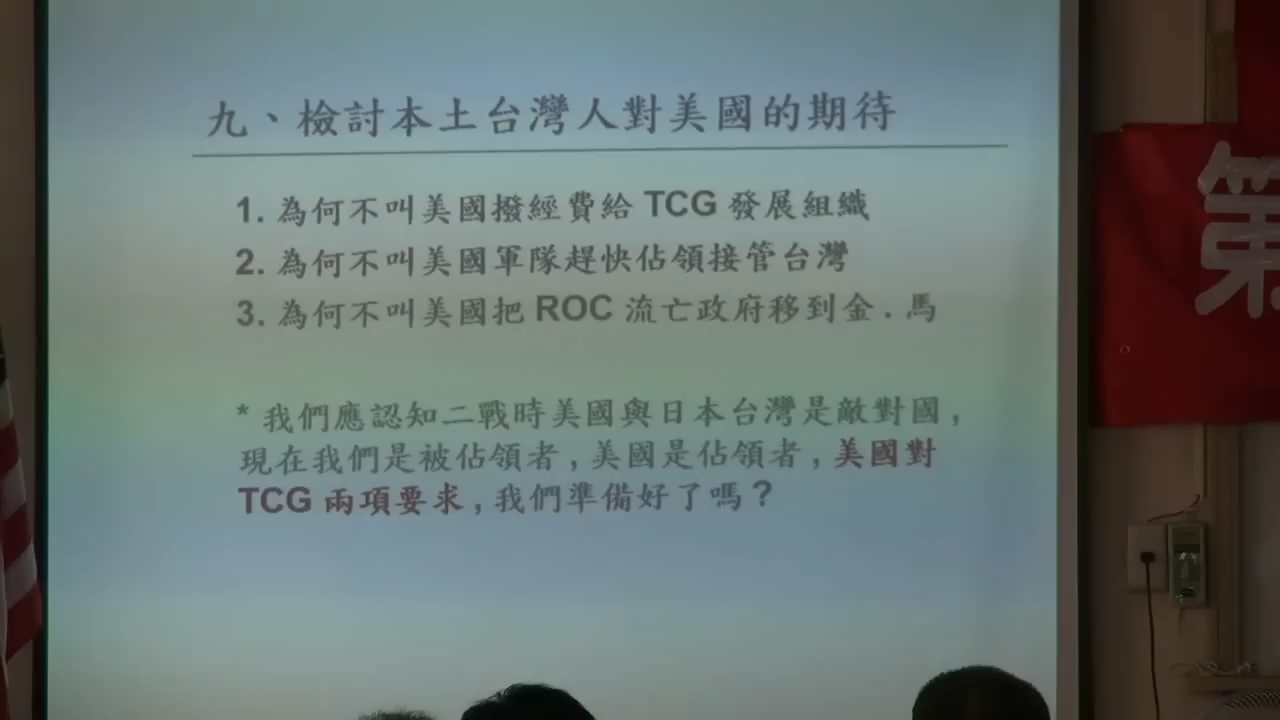 九、檢討本土台灣人對美國的期待
1. 為何不叫美國撥經費給 TCG 發展組織
2. 為何不叫美國軍隊趕快佔領接管台灣
3. 為何不叫美國把 ROC 流亡政府移到金 . 馬
* 我們應認知二戰時美國與日本台灣是敵對國 ,
現在我們是被佔領者 , 美國是佔領者 , 美國對
TCG 兩項要求 , 我們準備好了嗎 ?
第